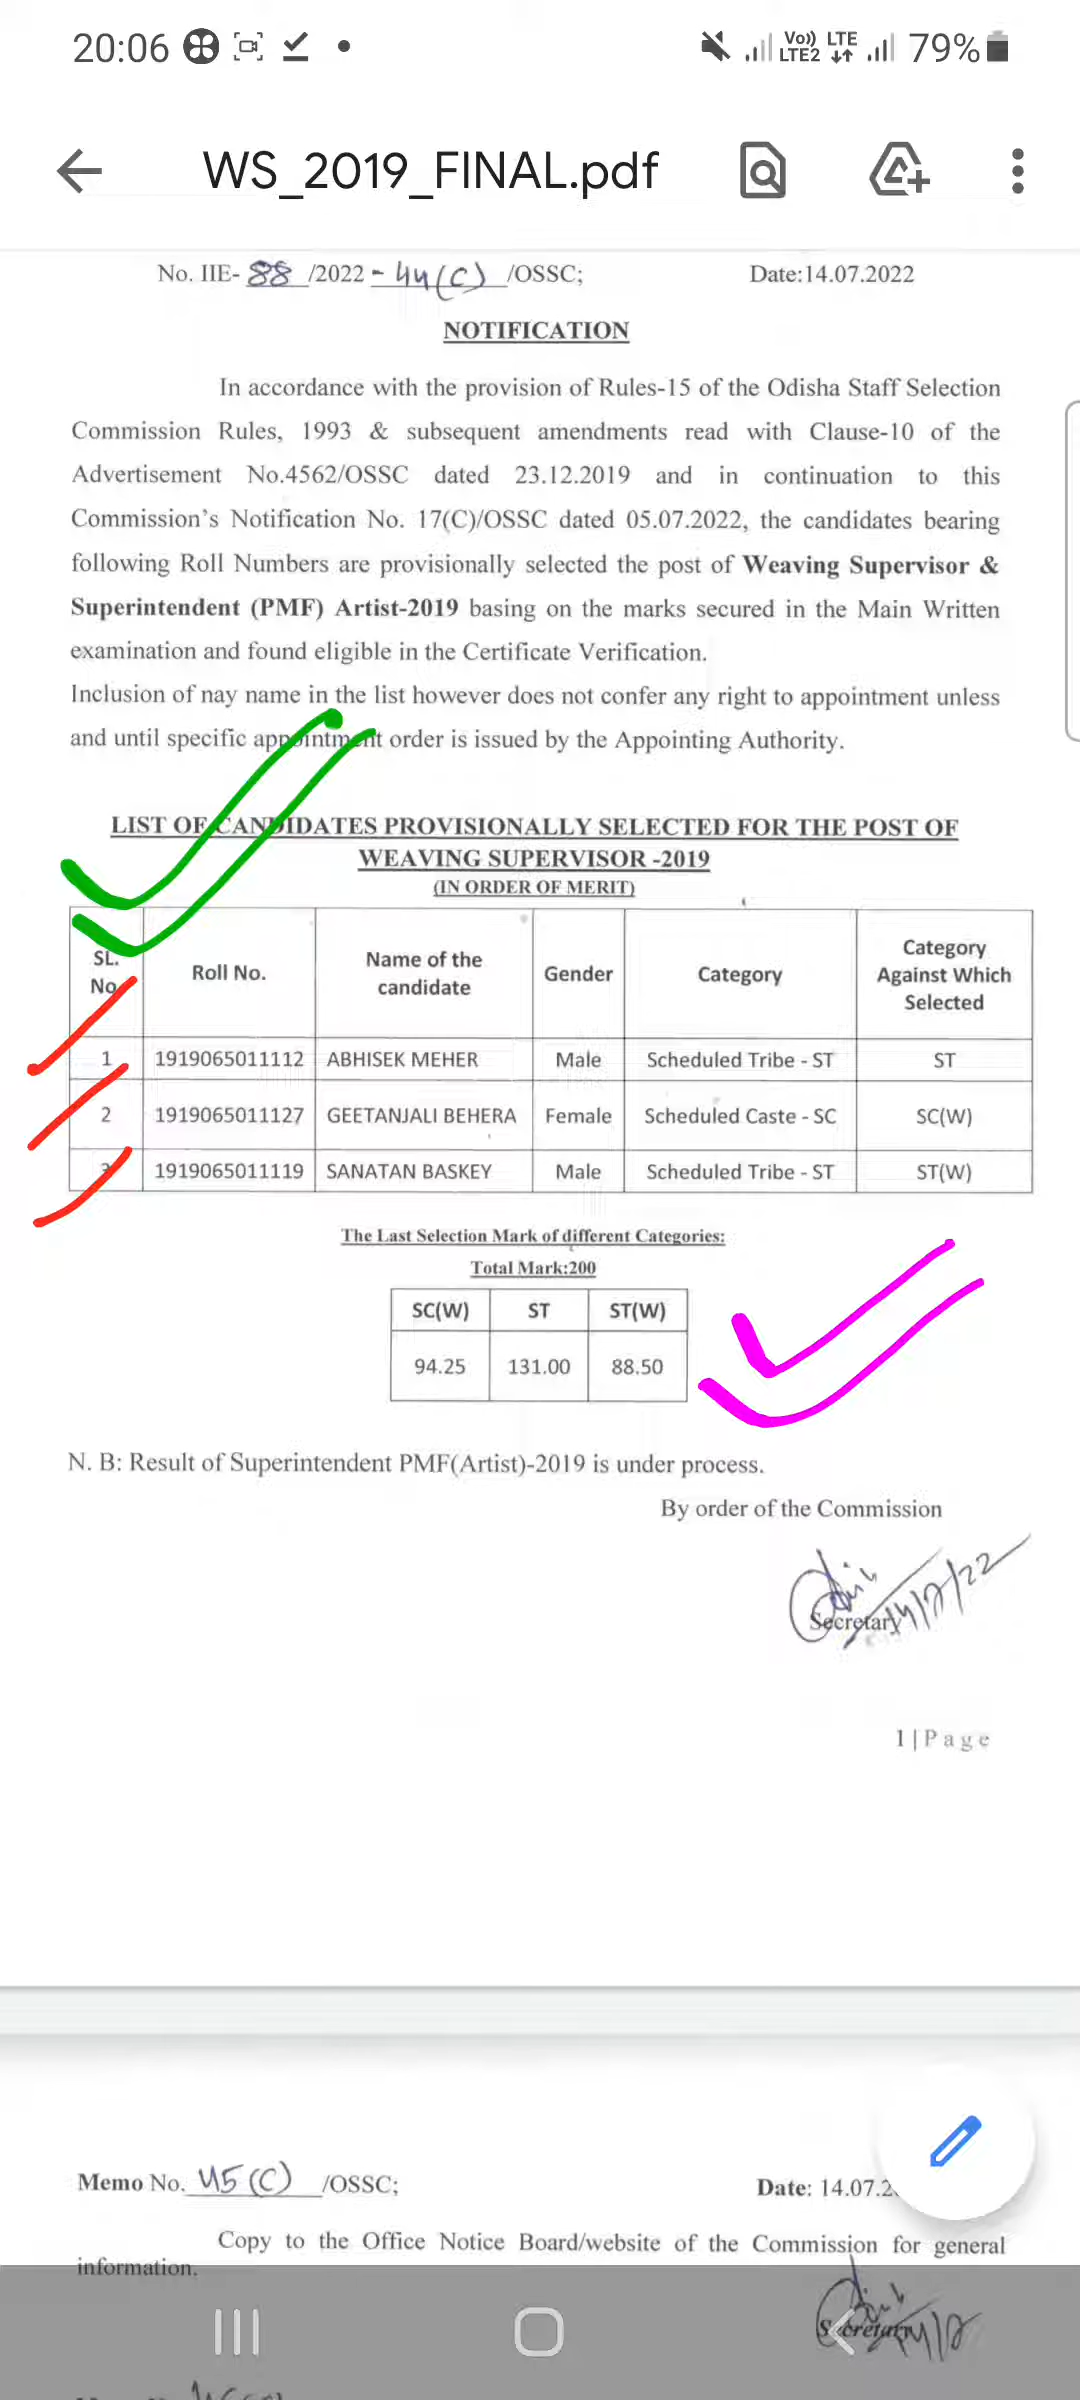 20:06 Vo)) LTE LTE2 79%
WS_2019_FINAL.pdf
No. IIE- 88 /2022 - 44(C) /OSSC; Date:14.07.2022
NOTIFICATION
In accordance with the provision of Rules-15 of the Odisha Staff Selection
Commission Rules, 1993 & subsequent amendments read with Clause-10 of the
Advertisement No.4562/OSSC dated 23.12.2019 and in continuation to this
Commission's Notification No. 17(C)/OSSC dated 05.07.2022, the candidates bearing
following Roll Numbers are provisionally selected the post of Weaving Supervisor &
Superintendent (PMF) Artist-2019 basing on the marks secured in the Main Written
examination and found eligible in the Certificate Verification.
Inclusion of nay name in the list however does not confer any right to appointment unless
and until specific appointment order is issued by the Appointing Authority.
LIST OF CANDIDATES PROVISIONALLY SELECTED FOR THE POST OF
WEAVING SUPERVISOR -2019
(IN ORDER OF MERIT)
SL. No. Roll No. Name of the candidate Gender Category Category Against Which Selected
1 1919065011112 ABHISEK MEHER Male Scheduled Tribe - ST ST
2 1919065011127 GEETANJALI BEHERA Female Scheduled Caste - SC SC(W)
3 1919065011119 SANATAN BASKEY Male Scheduled Tribe - ST ST(W)
The Last Selection Mark of different Categories:
Total Mark:200
SC(W) ST ST(W)
94.25 131.00 88.50
N. B: Result of Superintendent PMF(Artist)-2019 is under process.
By order of the Commission
14/7/22
Secretary
1|Page
Memo No. 45(C) /OSSC; Date: 14.07.2
Copy to the Office Notice Board/website of the Commission for general
information.
Secretary